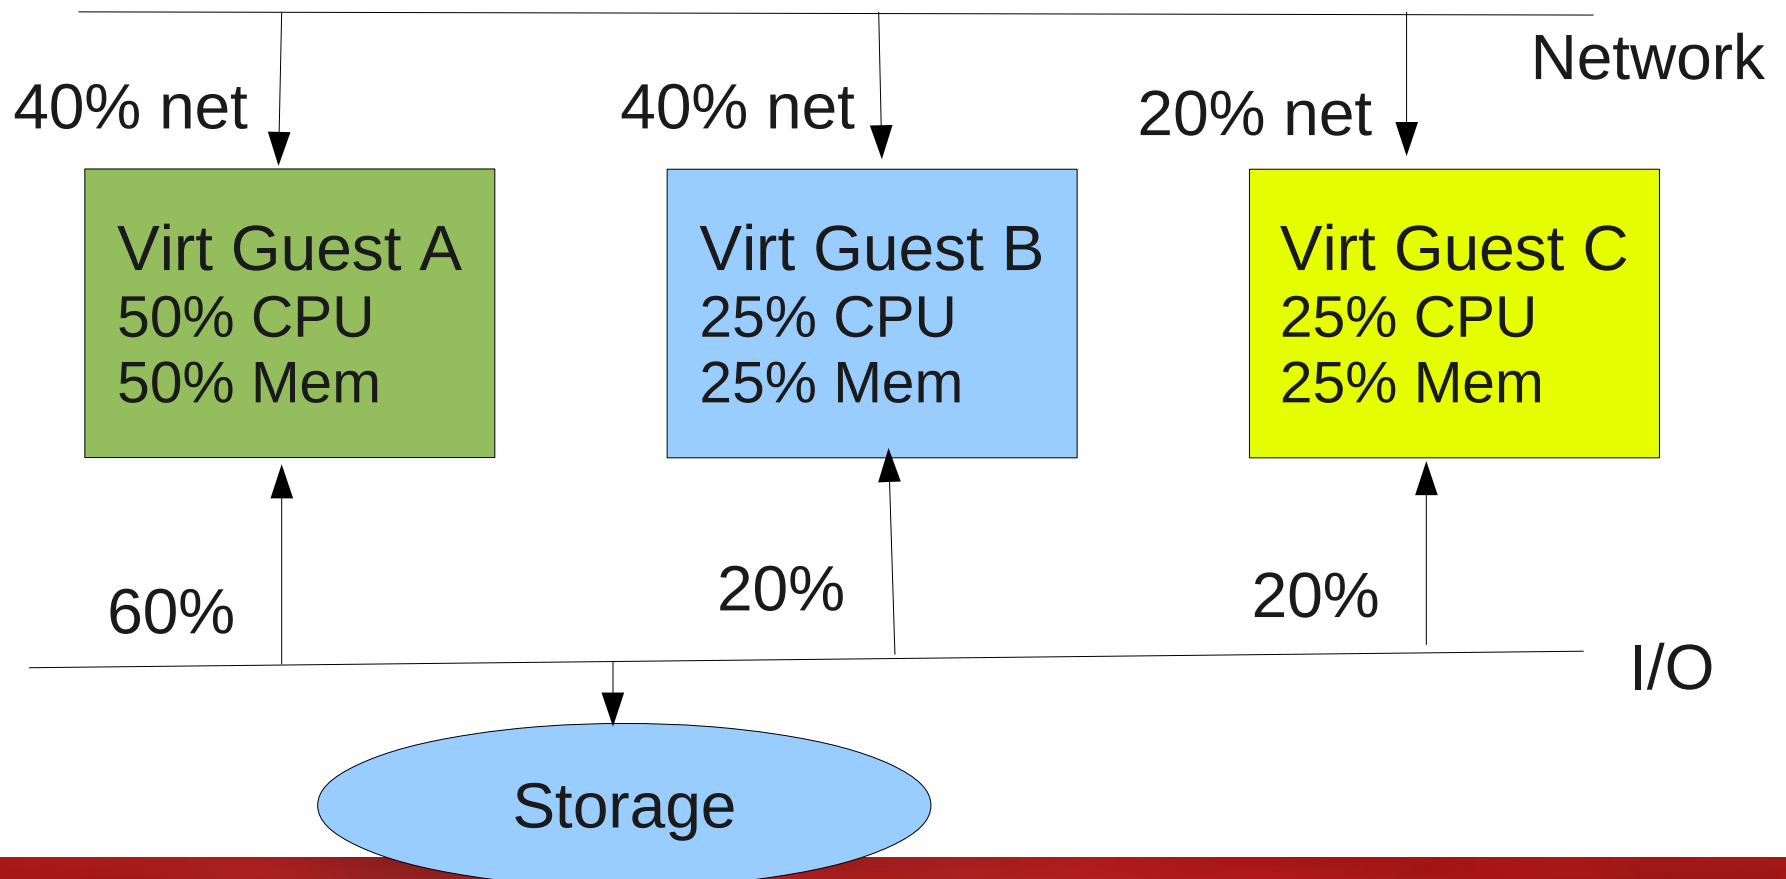 Network
40% net
40% net
20% net
Virt Guest A
50% CPU
50% Mem
Virt Guest B
25% CPU
25% Mem
Virt Guest C
25% CPU
25% Mem
60%
20%
20%
I/O
Storage